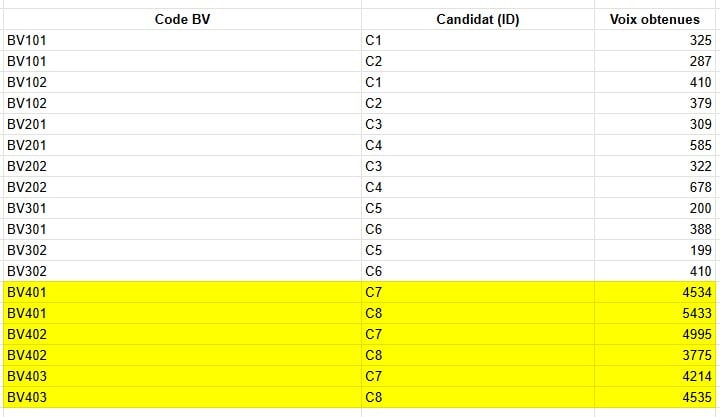 Code BV Candidat (ID) Voix obtenues
BV101 C1 325
BV101 C2 287
BV102 C1 410
BV102 C2 379
BV201 C3 309
BV201 C4 585
BV202 C3 322
BV202 C4 678
BV301 C5 200
BV301 C6 388
BV302 C5 199
BV302 C6 410
BV401 C7 4534
BV401 C8 5433
BV402 C7 4995
BV402 C8 3775
BV403 C7 4214
BV403 C8 4535